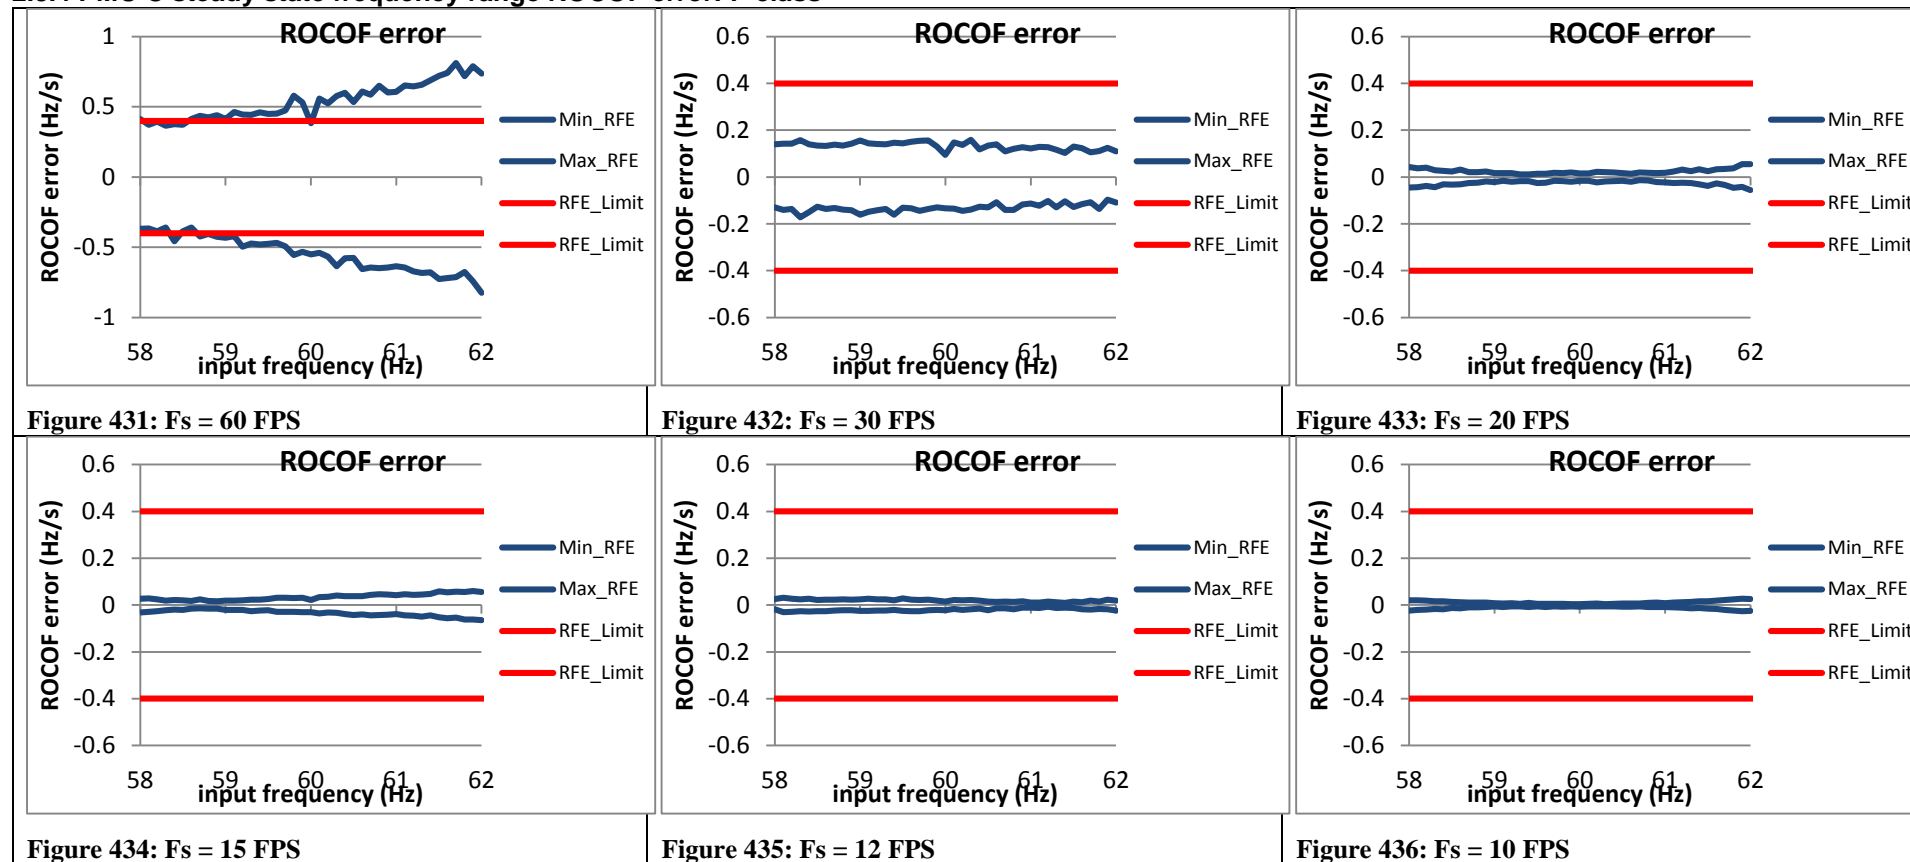 ROCOF error
1
0.5
0
-0.5
-1
ROCOF error (Hz/s)
58 59 60 61 62
input frequency (Hz)
Min_RFE
Max_RFE
RFE_Limit
RFE_Limit
Figure 431: Fs = 60 FPS
ROCOF error
0.6
0.4
0.2
0
-0.2
-0.4
-0.6
ROCOF error (Hz/s)
58 59 60 61 62
input frequency (Hz)
Min_RFE
Max_RFE
RFE_Limit
RFE_Limit
Figure 432: Fs = 30 FPS
ROCOF error
0.6
0.4
0.2
0
-0.2
-0.4
-0.6
ROCOF error (Hz/s)
58 59 60 61 62
input frequency (Hz)
Min_RFE
Max_RFE
RFE_Limit
RFE_Limit
Figure 433: Fs = 20 FPS
ROCOF error
0.6
0.4
0.2
0
-0.2
-0.4
-0.6
ROCOF error (Hz/s)
58 59 60 61 62
input frequency (Hz)
Min_RFE
Max_RFE
RFE_Limit
RFE_Limit
Figure 434: Fs = 15 FPS
ROCOF error
0.6
0.4
0.2
0
-0.2
-0.4
-0.6
ROCOF error (Hz/s)
58 59 60 61 62
input frequency (Hz)
Min_RFE
Max_RFE
RFE_Limit
RFE_Limit
Figure 435: Fs = 12 FPS
ROCOF error
0.6
0.4
0.2
0
-0.2
-0.4
-0.6
ROCOF error (Hz/s)
58 59 60 61 62
input frequency (Hz)
Min_RFE
Max_RFE
RFE_Limit
RFE_Limit
Figure 436: Fs = 10 FPS